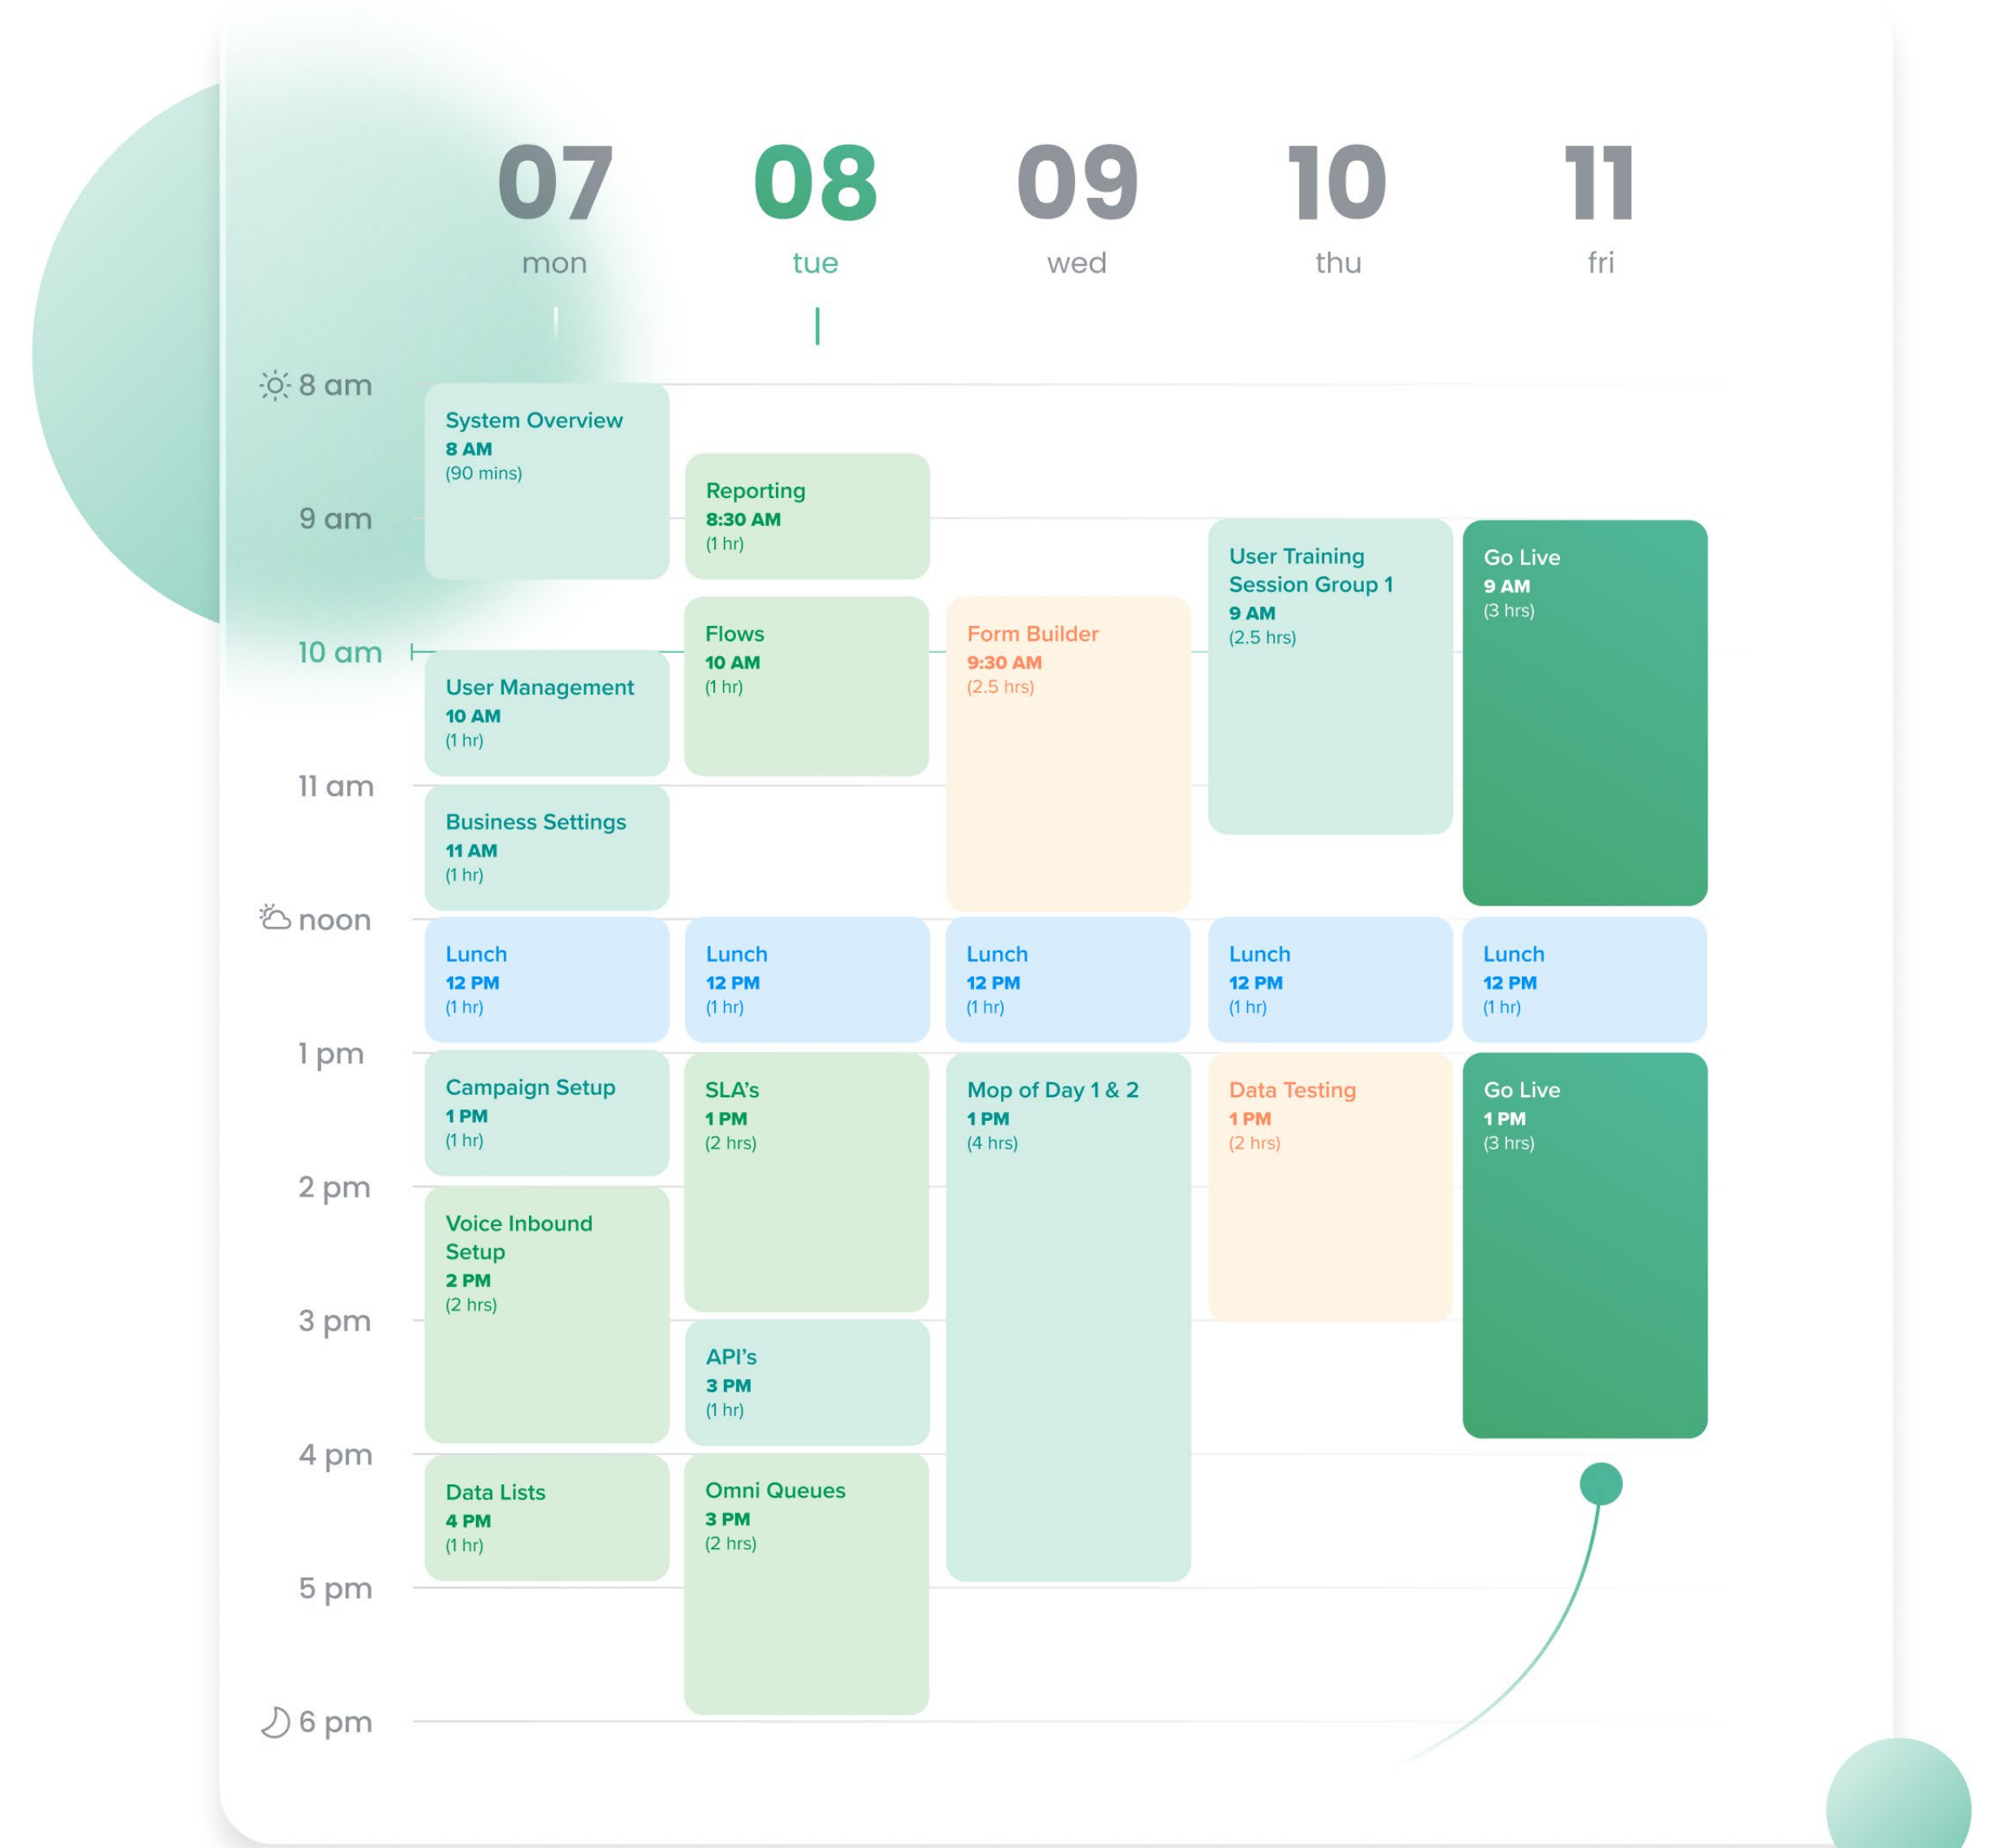 07
08
09
10
11
mon
tue
wed
thu
fri
8 am
9 am
10 am
11 am
noon
1 pm
2 pm
3 pm
4 pm
5 pm
6 pm
System Overview
8 AM
(90 mins)
User Management
10 AM
(1 hr)
Business Settings
11 AM
(1 hr)
Lunch
12 PM
(1 hr)
Campaign Setup
1 PM
(1 hr)
Voice Inbound
Setup
2 PM
(2 hrs)
Data Lists
4 PM
(1 hr)
Reporting
8:30 AM
(1 hr)
Flows
10 AM
(1 hr)
Lunch
12 PM
(1 hr)
SLA's
1 PM
(2 hrs)
API's
3 PM
(1 hr)
Omni Queues
3 PM
(2 hrs)
Form Builder
9:30 AM
(2.5 hrs)
Lunch
12 PM
(1 hr)
Mop of Day 1 & 2
1 PM
(4 hrs)
User Training
Session Group 1
9 AM
(2.5 hrs)
Lunch
12 PM
(1 hr)
Data Testing
1 PM
(2 hrs)
Go Live
9 AM
(3 hrs)
Lunch
12 PM
(1 hr)
Go Live
1 PM
(3 hrs)